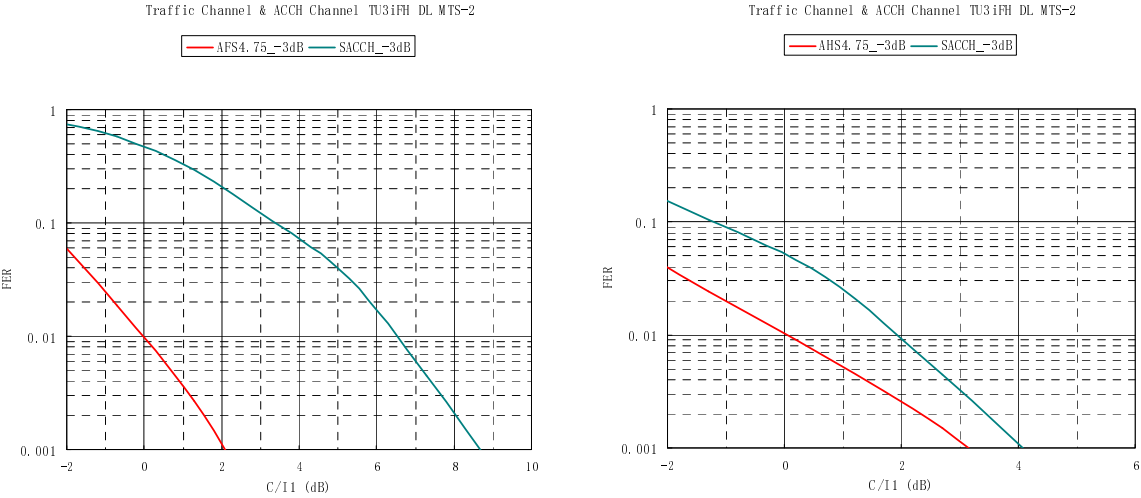 Traffic Channel & ACCH Channel TU3iFH DL MTS-2
AFS4.75_-3dB SACCH_-3dB
1
0.1
0.01
0.001
FER
-2 0 2 4 6 8 10
C/I1 (dB)
Traffic Channel & ACCH Channel TU3iFH DL MTS-2
AHS4.75_-3dB SACCH_-3dB
1
0.1
0.01
0.001
FER
-2 0 2 4 6
C/I1 (dB)